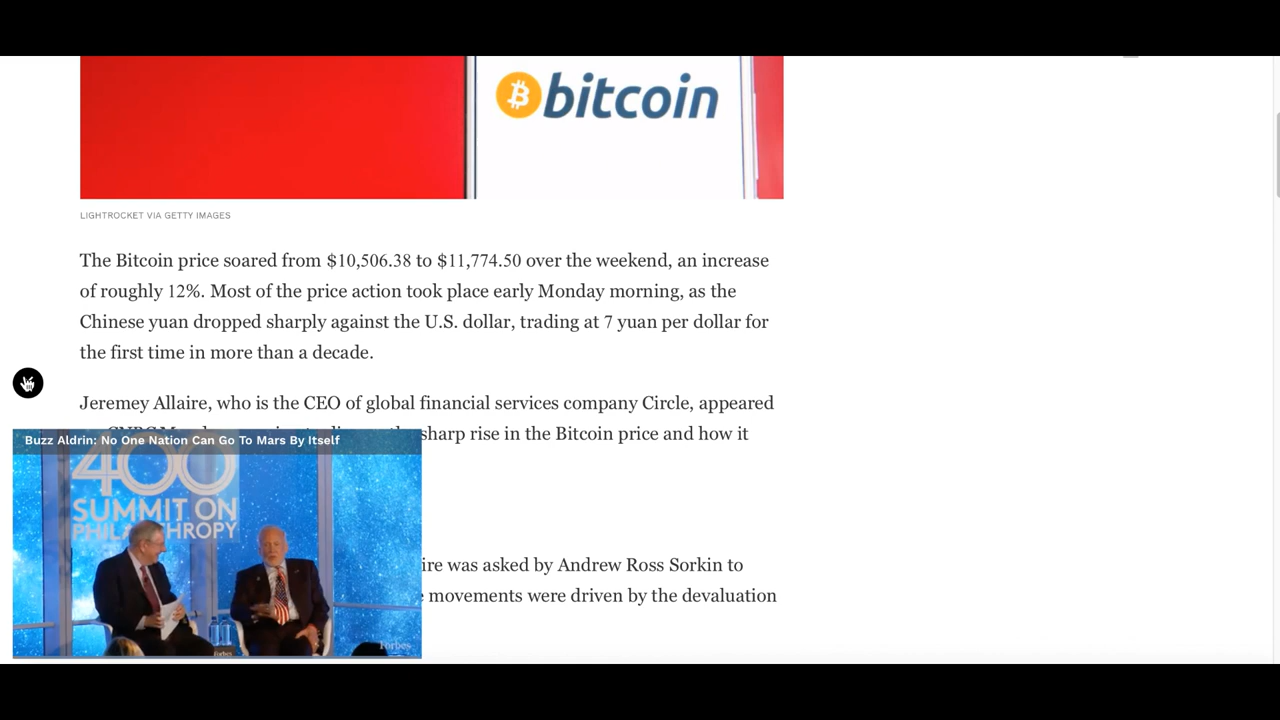 bitcoin
LIGHTROCKET VIA GETTY IMAGES
The Bitcoin price soared from $10,506.38 to $11,774.50 over the weekend, an increase
of roughly 12%. Most of the price action took place early Monday morning, as the
Chinese yuan dropped sharply against the U.S. dollar, trading at 7 yuan per dollar for
the first time in more than a decade.
Jeremey Allaire, who is the CEO of global financial services company Circle, appeared
sharp rise in the Bitcoin price and how it
Buzz Aldrin: No One Nation Can Go To Mars By Itself
400
SUMMIT ON
PHILANTHROPY
was asked by Andrew Ross Sorkin to
movements were driven by the devaluation
Forbes
Forbes